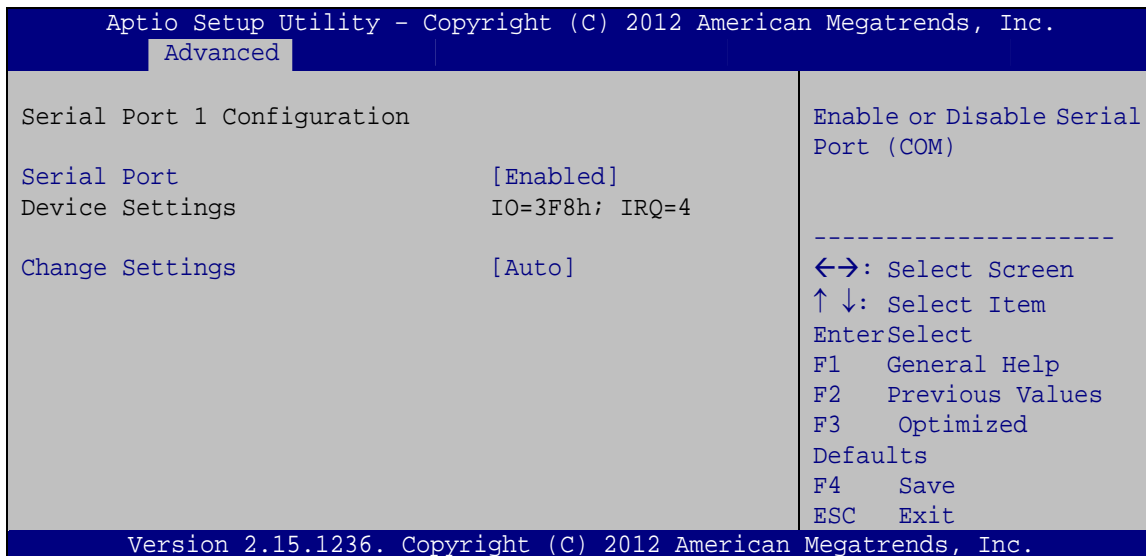 Aptio Setup Utility – Copyright (C) 2012 American Megatrends, Inc.
Advanced
Serial Port 1 Configuration
Serial Port [Enabled]
Device Settings IO=3F8h; IRQ=4
Change Settings [Auto]
Enable or Disable Serial
Port (COM)
---------------------
←→: Select Screen
↑ ↓: Select Item
EnterSelect
F1 General Help
F2 Previous Values
F3 Optimized
Defaults
F4 Save
ESC Exit
Version 2.15.1236. Copyright (C) 2012 American Megatrends, Inc.